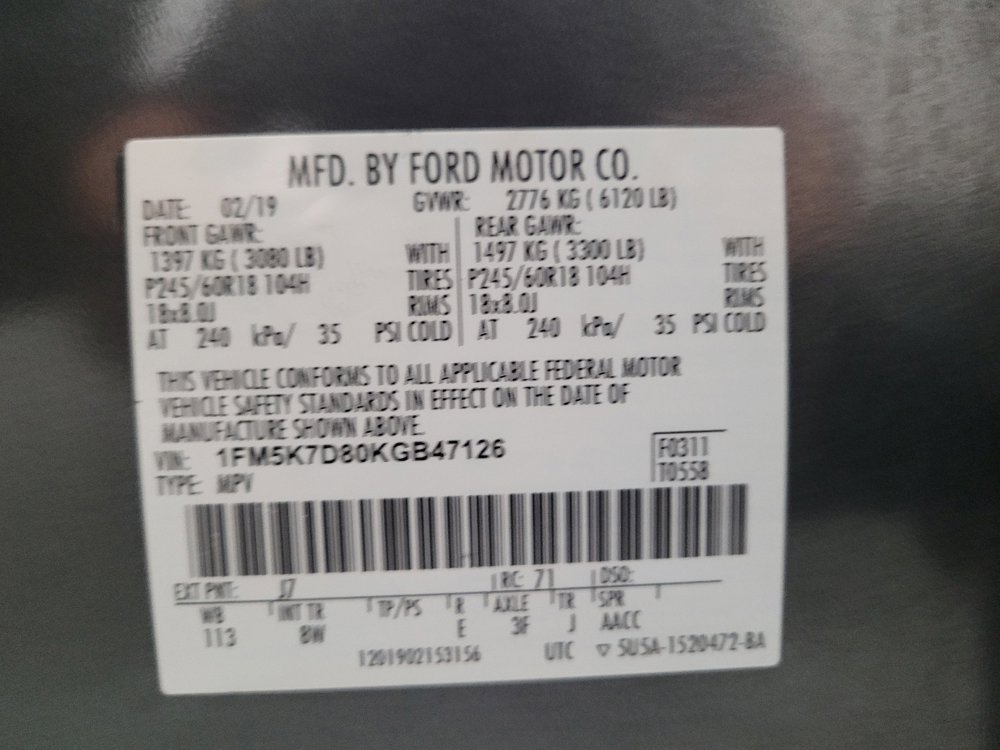 MFD. BY FORD MOTOR CO.
DATE: 02/19 GVWR: 2776 KG ( 6120 LB)
FRONT GAWR: REAR GAWR:
1397 KG ( 3080 LB) WITH 1497 KG ( 3300 LB) WITH
P245/60R18 104H TIRES P245/60R18 104H TIRES
18x8.0J RIMS 18x8.0J RIMS
AT 240 kPa/ 35 PSI COLD AT 240 kPa/ 35 PSI COLD
THIS VEHICLE CONFORMS TO ALL APPLICABLE FEDERAL MOTOR
VEHICLE SAFETY STANDARDS IN EFFECT ON THE DATE OF
MANUFACTURE SHOWN ABOVE.
VIN: 1FM5K7D80KGB47126 F0311
TYPE: MPV T0558
EXT PNT: J7 RC: 71 DSO:
WB INT TR TP/PS R AXLE TR SPR
113 8W E 3F J AACC
1201902153156 UTC ▽ 5U5A-1520472-BA